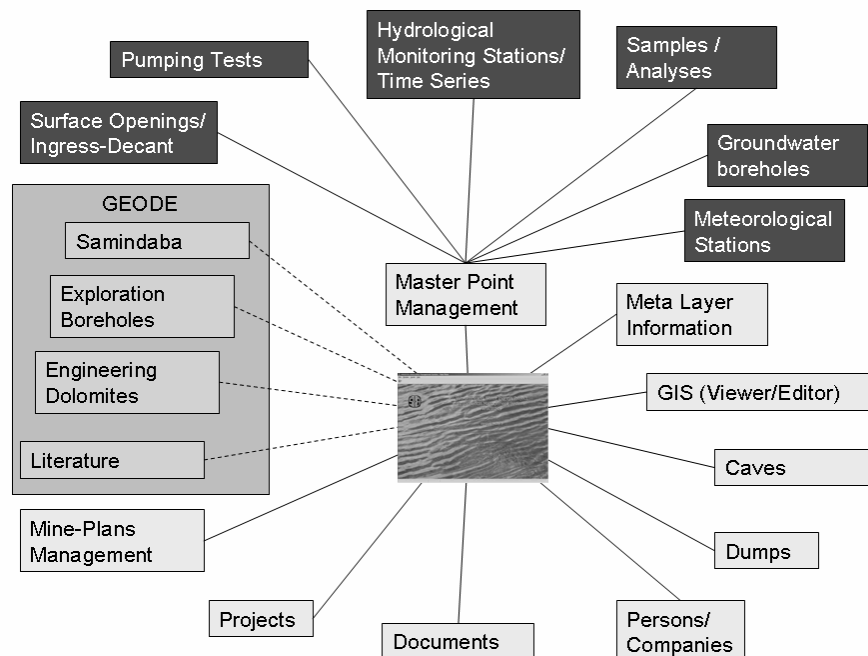 Pumping Tests
Hydrological
Monitoring Stations/
Time Series
Samples /
Analyses
Surface Openings/
Ingress-Decant
Groundwater
boreholes
Meteorological
Stations
GEODE
Samindaba
Exploration
Boreholes
Engineering
Dolomites
Literature
Master Point
Management
Meta Layer
Information
GIS (Viewer/Editor)
Caves
Dumps
Mine-Plans
Management
Projects
Documents
Persons/
Companies